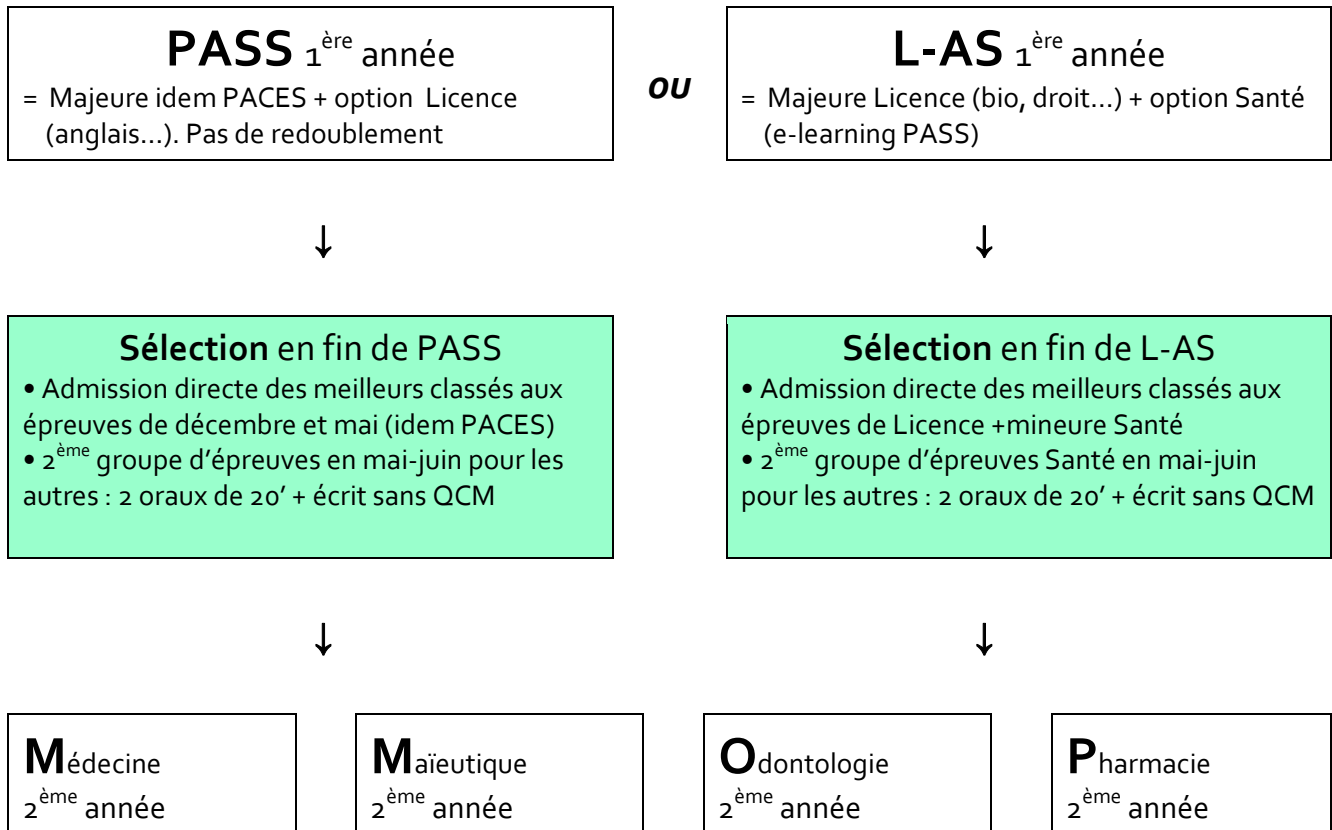 PASS 1ère année
= Majeure idem PACES + option Licence
(anglais...). Pas de redoublement
ou
L-AS 1ère année
= Majeure Licence (bio, droit...) + option Santé
(e-learning PASS)
↓
↓
Sélection en fin de PASS
• Admission directe des meilleurs classés aux
épreuves de décembre et mai (idem PACES)
• 2ème groupe d'épreuves en mai-juin pour les
autres : 2 oraux de 20' + écrit sans QCM
Sélection en fin de L-AS
• Admission directe des meilleurs classés aux
épreuves de Licence +mineure Santé
• 2ème groupe d'épreuves Santé en mai-juin
pour les autres : 2 oraux de 20' + écrit sans QCM
↓
↓
Médecine
2ème année
Maïeutique
2ème année
Odontologie
2ème année
Pharmacie
2ème année